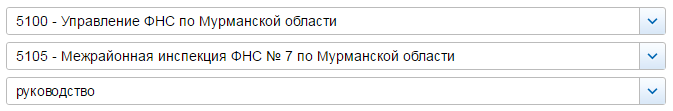 5100 - Управление ФНС по Мурманской области
5105 - Межрайонная инспекция ФНС № 7 по Мурманской области
руководство